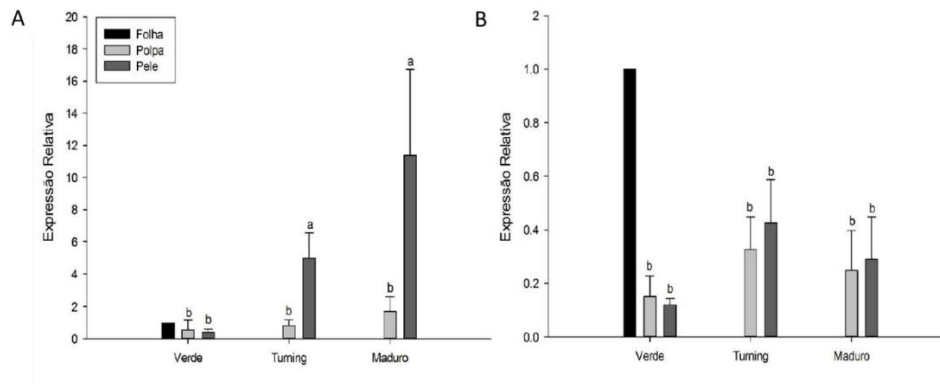 A
Expressão Relativa
20
18
16
14
12
10
8
6
4
2
0
Folha
Polpa
Pele
b
b
b
a
b
a
Verde
Turning
Maduro
B
Expressão Relativa
2
1.0
0.8
0.6
0.4
0.2
0.0
b
b
b
b
b
b
Verde
Turning
Maduro